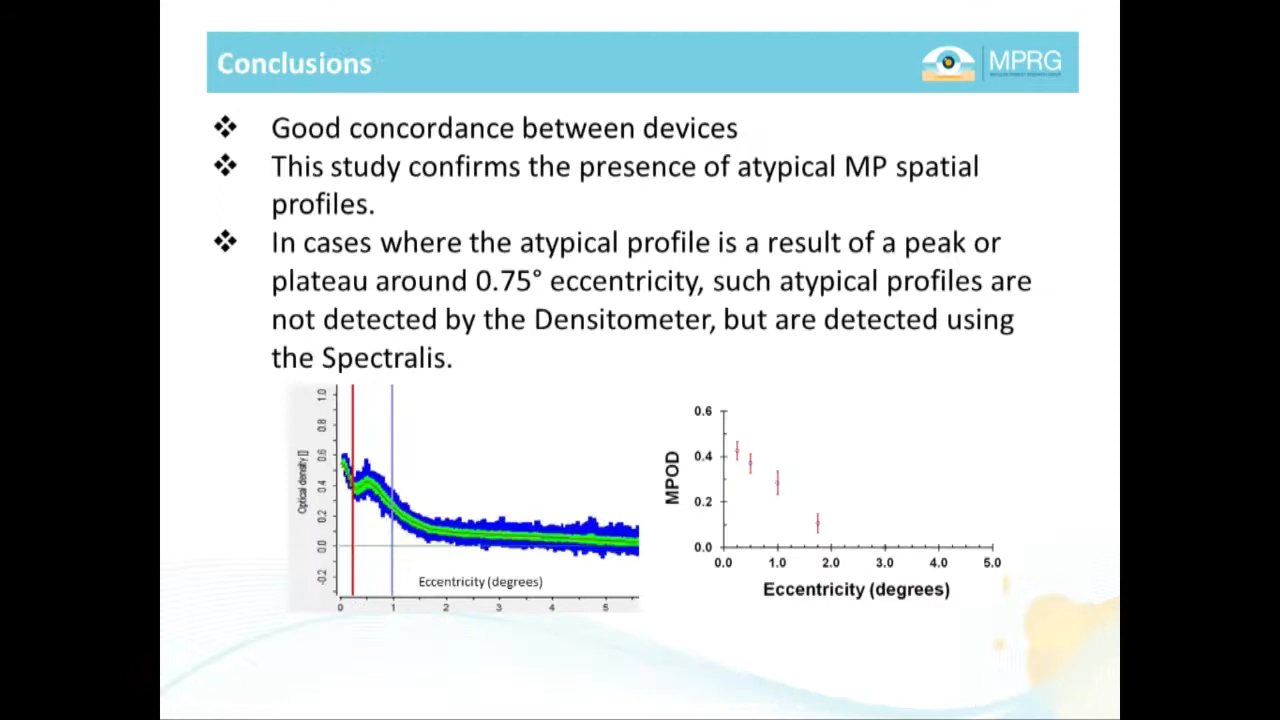 Conclusions
MPRG
MACULAR PIGMENT RESEARCH GROUP
❖ Good concordance between devices
❖ This study confirms the presence of atypical MP spatial
profiles.
❖ In cases where the atypical profile is a result of a peak or
plateau around 0.75° eccentricity, such atypical profiles are
not detected by the Densitometer, but are detected using
the Spectralis.
Optical density []
1.0
0.8
0.6
0.4
0.2
0.0
-0.2
Eccentricity (degrees)
0 1 2 3 4 5
MPOD
0.6
0.4
0.2
0.0
0.0 1.0 2.0 3.0 4.0 5.0
Eccentricity (degrees)